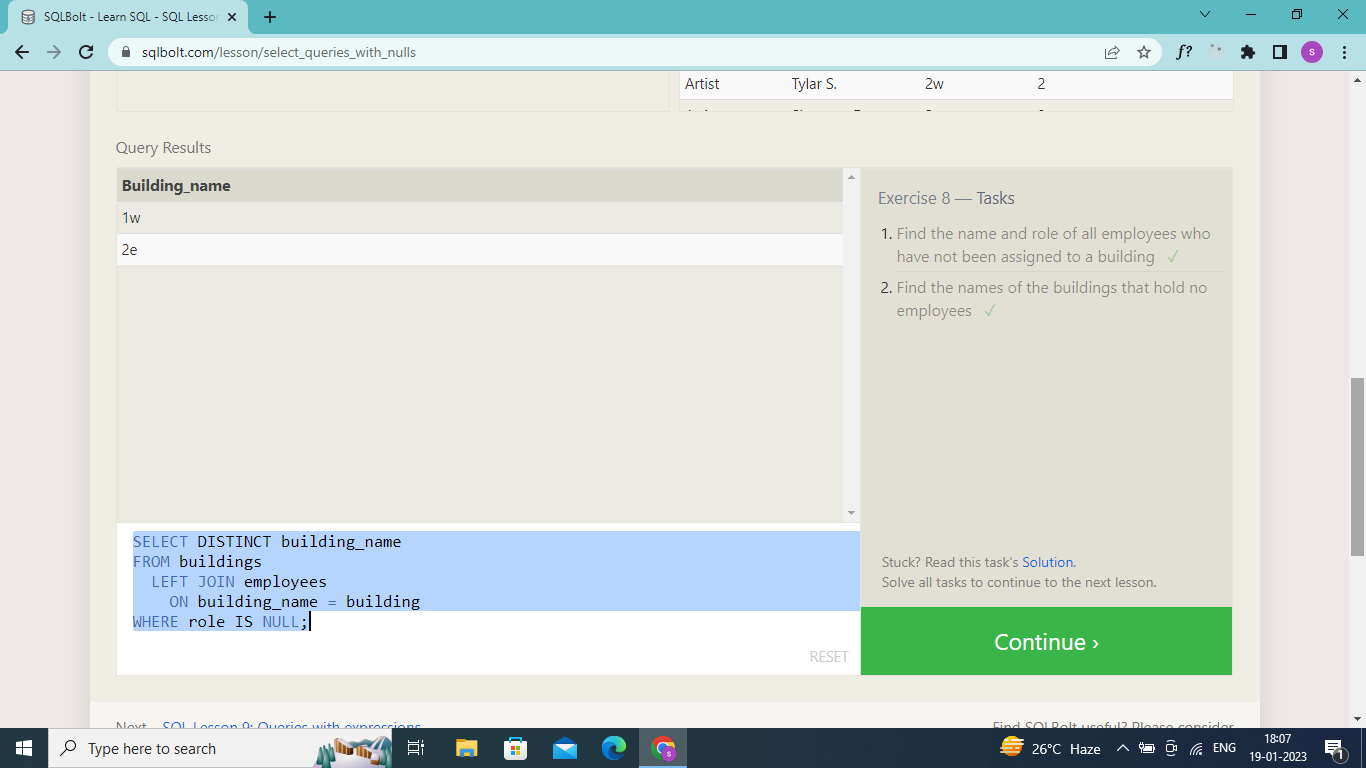 SQLBolt - Learn SQL - SQL Lesso
sqlbolt.com/lesson/select_queries_with_nulls
f?
S
Artist Tylar S. 2w 2
Query Results
Building_name
1w
2e
Exercise 8 — Tasks
1. Find the name and role of all employees who
have not been assigned to a building ✓
2. Find the names of the buildings that hold no
employees ✓
SELECT DISTINCT building_name
FROM buildings
LEFT JOIN employees
ON building_name = building
WHERE role IS NULL;
RESET
Stuck? Read this task's Solution.
Solve all tasks to continue to the next lesson.
Continue ›
Next – SQL Lesson 9: Queries with expressions
Find SQLBolt useful? Please consider
Type here to search
26°C Haze
ENG
18:07
19-01-2023
1